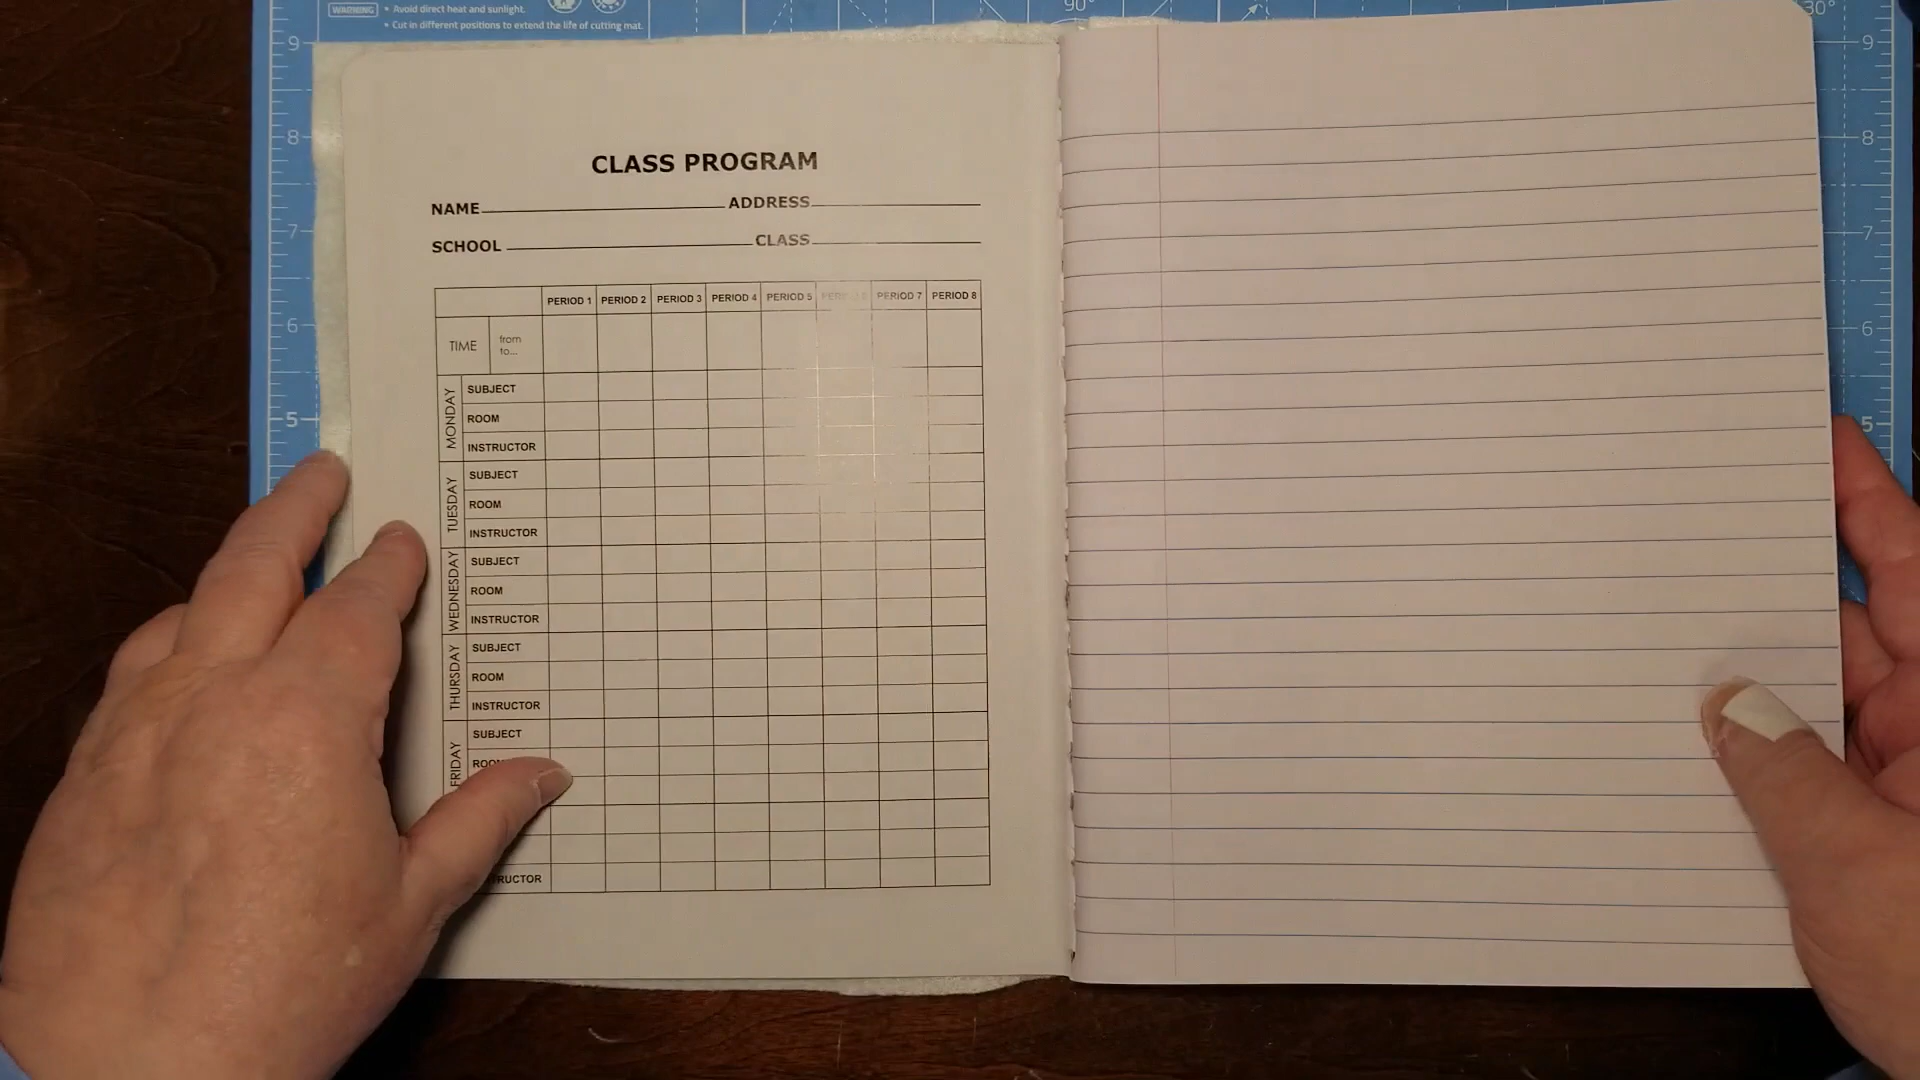 WARNING • Avoid direct heat and sunlight.
• Cut in different positions to extend the life of cutting mat.
90°
30°
9
8
7
6
5
9
8
7
6
5
CLASS PROGRAM
NAME ADDRESS
SCHOOL CLASS
PERIOD 1 PERIOD 2 PERIOD 3 PERIOD 4 PERIOD 5 PERIOD 7 PERIOD 8
TIME from
to...
MONDAY
SUBJECT
ROOM
INSTRUCTOR
TUESDAY
SUBJECT
ROOM
INSTRUCTOR
WEDNESDAY
SUBJECT
ROOM
INSTRUCTOR
THURSDAY
SUBJECT
ROOM
INSTRUCTOR
FRIDAY
SUBJECT
ROO
RUCTOR